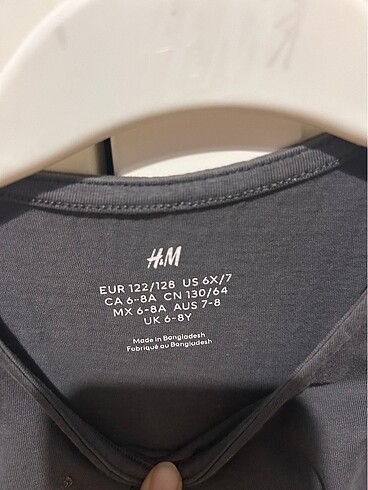 H&M
EUR 122/128 US 6X/7
CA 6-8A CN 130/64
MX 6-8A AUS 7-8
UK 6-8Y
Made in Bangladesh
Fabriqué au Bangladesh